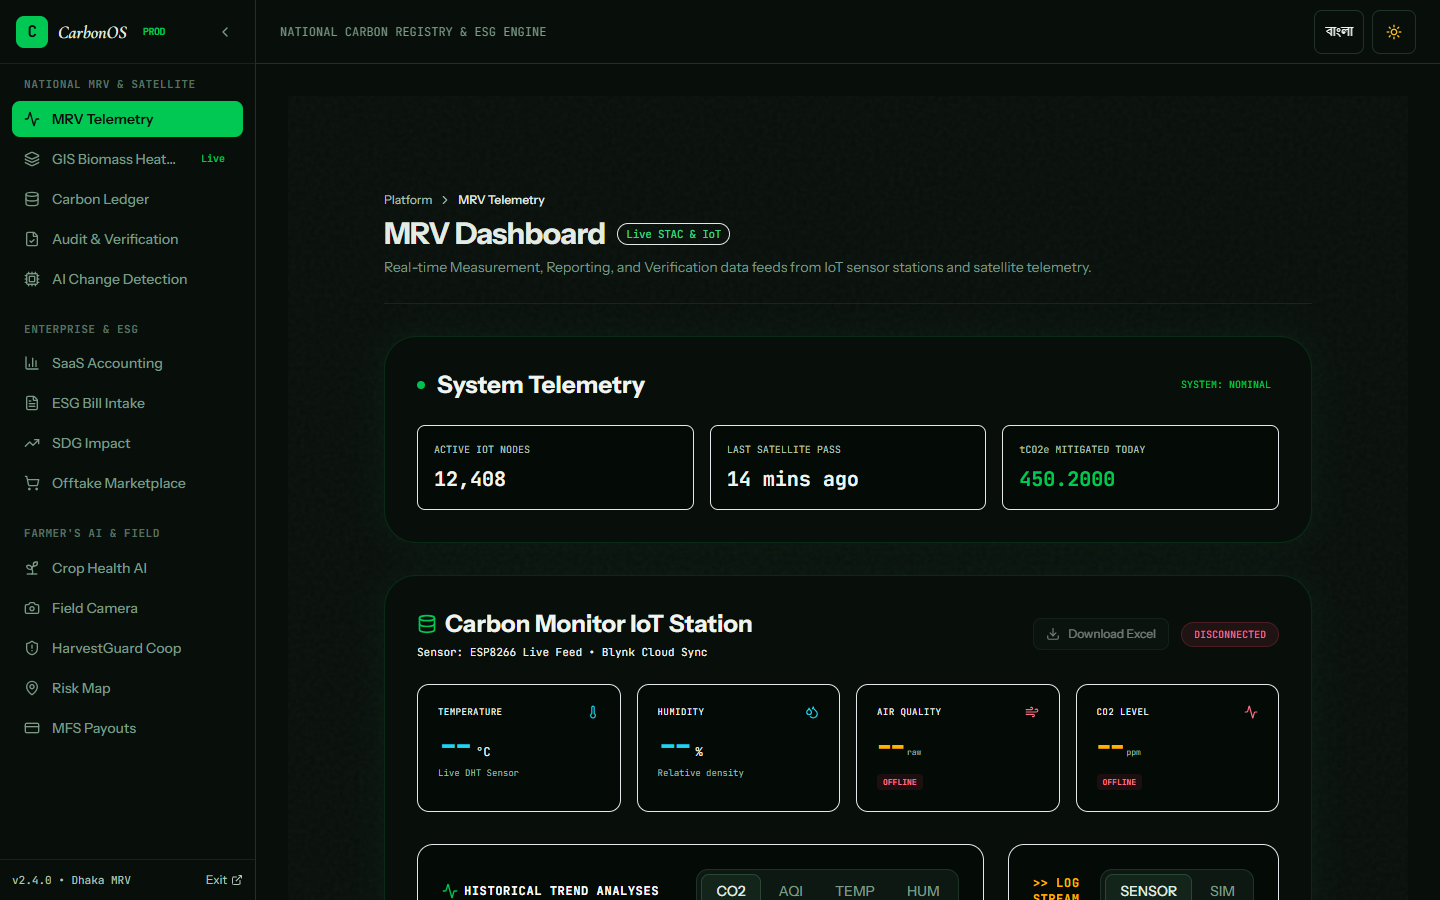 C CarbonOS PROD
NATIONAL CARBON REGISTRY & ESG ENGINE
বাংলা
NATIONAL MRV & SATELLITE
MRV Telemetry
GIS Biomass Heat... Live
Carbon Ledger
Audit & Verification
AI Change Detection
ENTERPRISE & ESG
SaaS Accounting
ESG Bill Intake
SDG Impact
Offtake Marketplace
FARMER'S AI & FIELD
Crop Health AI
Field Camera
HarvestGuard Coop
Risk Map
MFS Payouts
v2.4.0 • Dhaka MRV Exit
Platform > MRV Telemetry
MRV Dashboard Live STAC & IoT
Real-time Measurement, Reporting, and Verification data feeds from IoT sensor stations and satellite telemetry.
System Telemetry SYSTEM: NOMINAL
ACTIVE IOT NODES
12,408
LAST SATELLITE PASS
14 mins ago
tCO2e MITIGATED TODAY
450.2000
Carbon Monitor IoT Station
Sensor: ESP8266 Live Feed • Blynk Cloud Sync
Download Excel DISCONNECTED
TEMPERATURE
-- °C
Live DHT Sensor
HUMIDITY
-- %
Relative density
AIR QUALITY
-- raw
OFFLINE
CO2 LEVEL
-- ppm
OFFLINE
HISTORICAL TREND ANALYSES CO2 AQI TEMP HUM
>> LOG
STREAM
SENSOR SIM